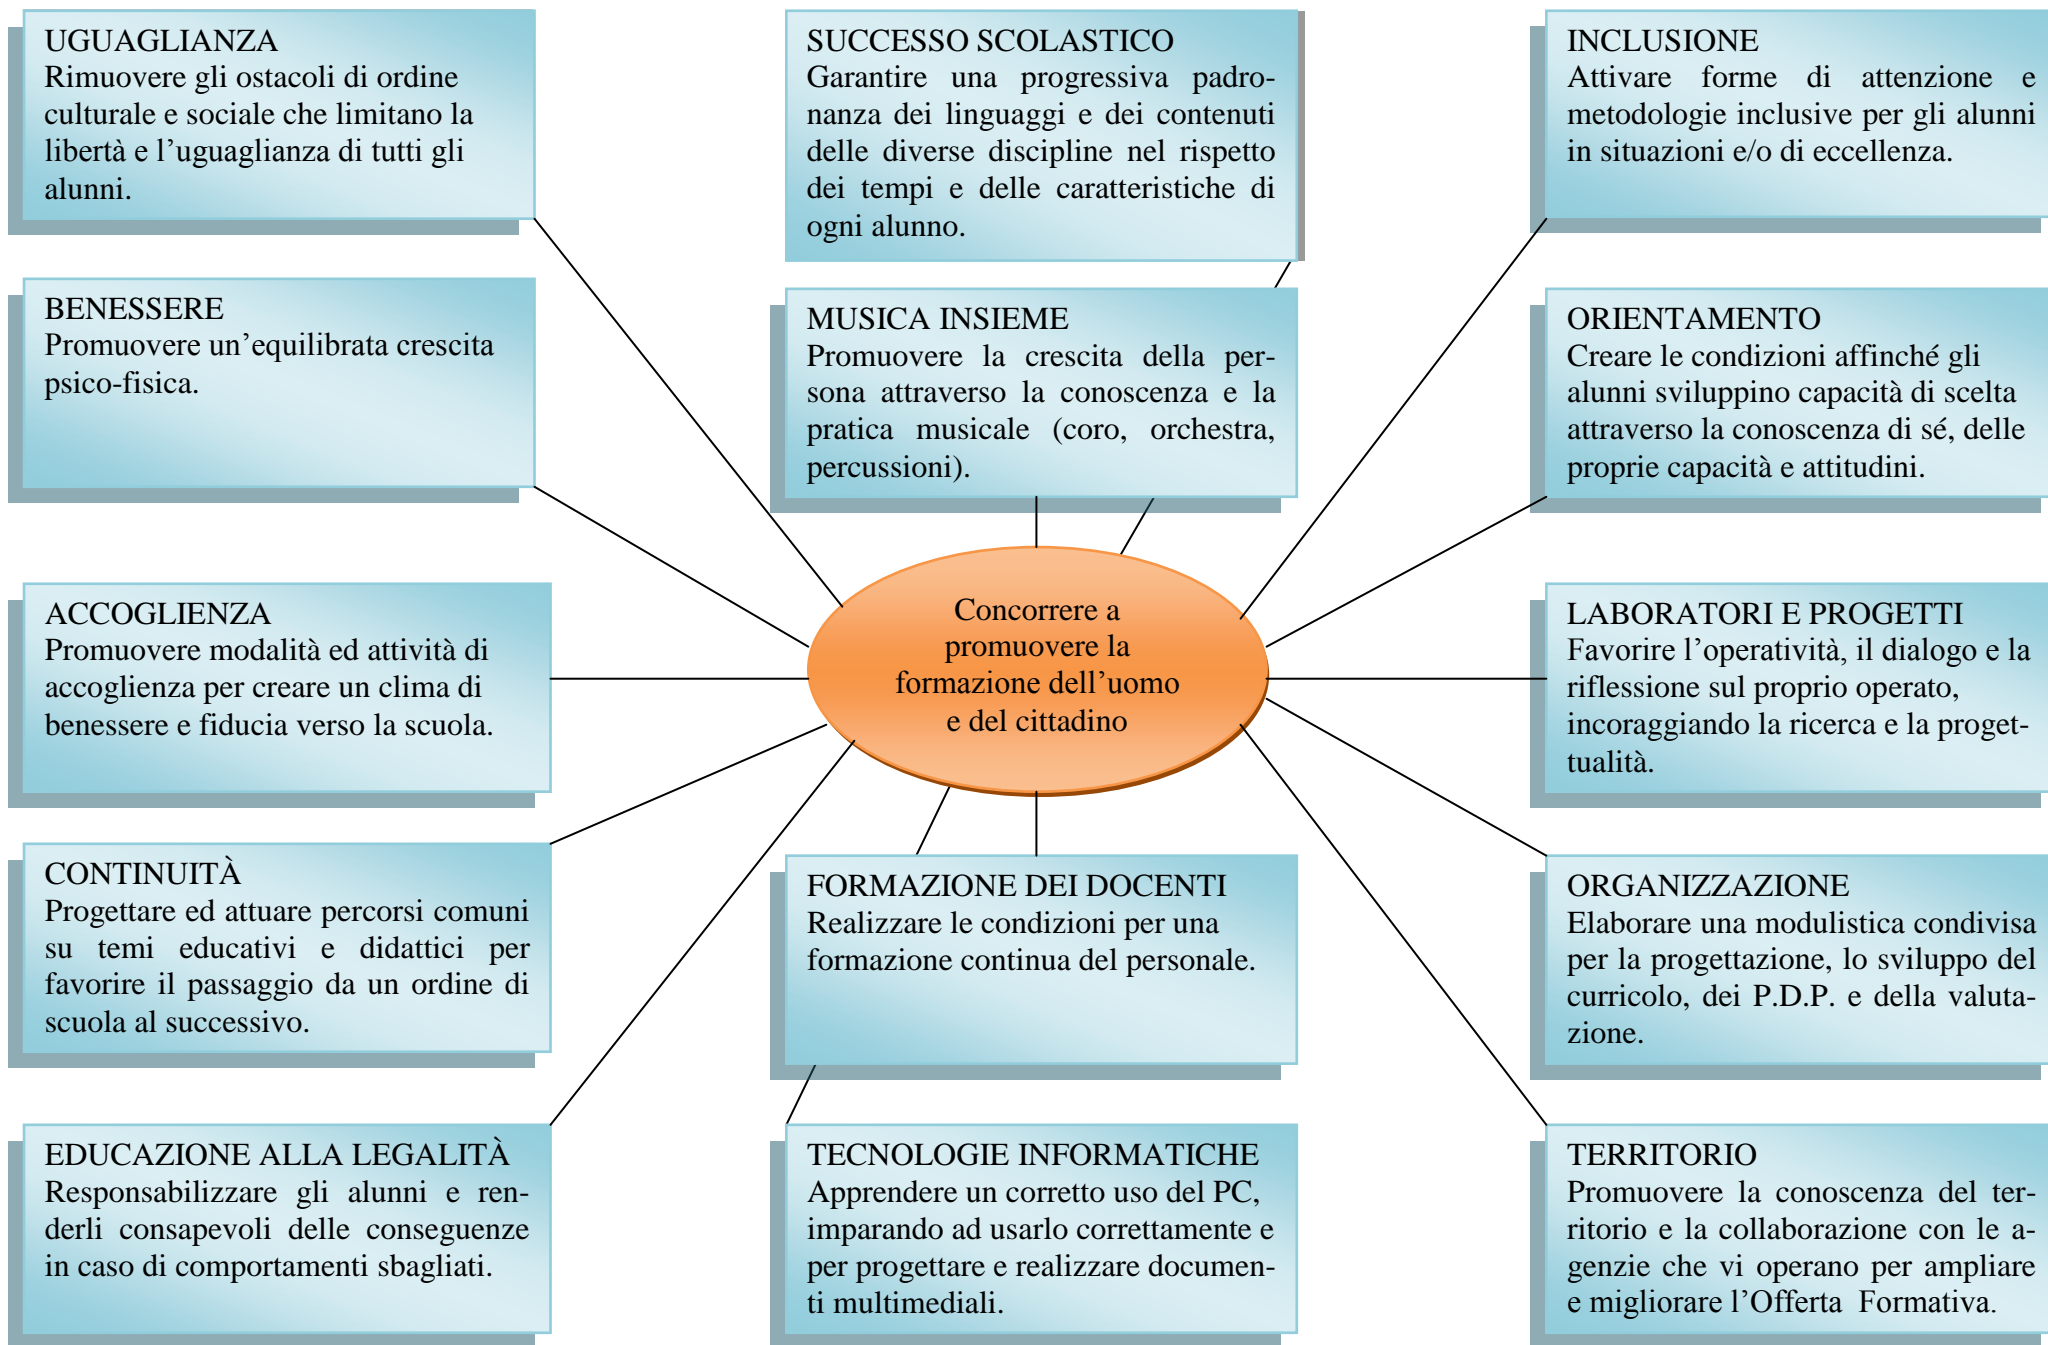 UGUAGLIANZA
Rimuovere gli ostacoli di ordine
culturale e sociale che limitano la
libertà e l’uguaglianza di tutti gli
alunni.
SUCCESSO SCOLASTICO
Garantire una progressiva padro-
nanza dei linguaggi e dei contenuti
delle diverse discipline nel rispetto
dei tempi e delle caratteristiche di
ogni alunno.
INCLUSIONE
Attivare forme di attenzione e
metodologie inclusive per gli alunni
in situazioni e/o di eccellenza.
BENESSERE
Promuovere un’equilibrata crescita
psico-fisica.
MUSICA INSIEME
Promuovere la crescita della per-
sona attraverso la conoscenza e la
pratica musicale (coro, orchestra,
percussioni).
ORIENTAMENTO
Creare le condizioni affinché gli
alunni sviluppino capacità di scelta
attraverso la conoscenza di sé, delle
proprie capacità e attitudini.
ACCOGLIENZA
Promuovere modalità ed attività di
accoglienza per creare un clima di
benessere e fiducia verso la scuola.
Concorrere a
promuovere la
formazione dell’uomo
e del cittadino
LABORATORI E PROGETTI
Favorire l’operatività, il dialogo e la
riflessione sul proprio operato,
incoraggiando la ricerca e la proget-
tualità.
CONTINUITÀ
Progettare ed attuare percorsi comuni
su temi educativi e didattici per
favorire il passaggio da un ordine di
scuola al successivo.
FORMAZIONE DEI DOCENTI
Realizzare le condizioni per una
formazione continua del personale.
ORGANIZZAZIONE
Elaborare una modulistica condivisa
per la progettazione, lo sviluppo del
curricolo, dei P.D.P. e della valuta-
zione.
EDUCAZIONE ALLA LEGALITÀ
Responsabilizzare gli alunni e ren-
derli consapevoli delle conseguenze
in caso di comportamenti sbagliati.
TECNOLOGIE INFORMATICHE
Apprendere un corretto uso del PC,
imparando ad usarlo correttamente e
per progettare e realizzare documen-
ti multimediali.
TERRITORIO
Promuovere la conoscenza del ter-
ritorio e la collaborazione con le a-
genzie che vi operano per ampliare
e migliorare l’Offerta  Formativa.